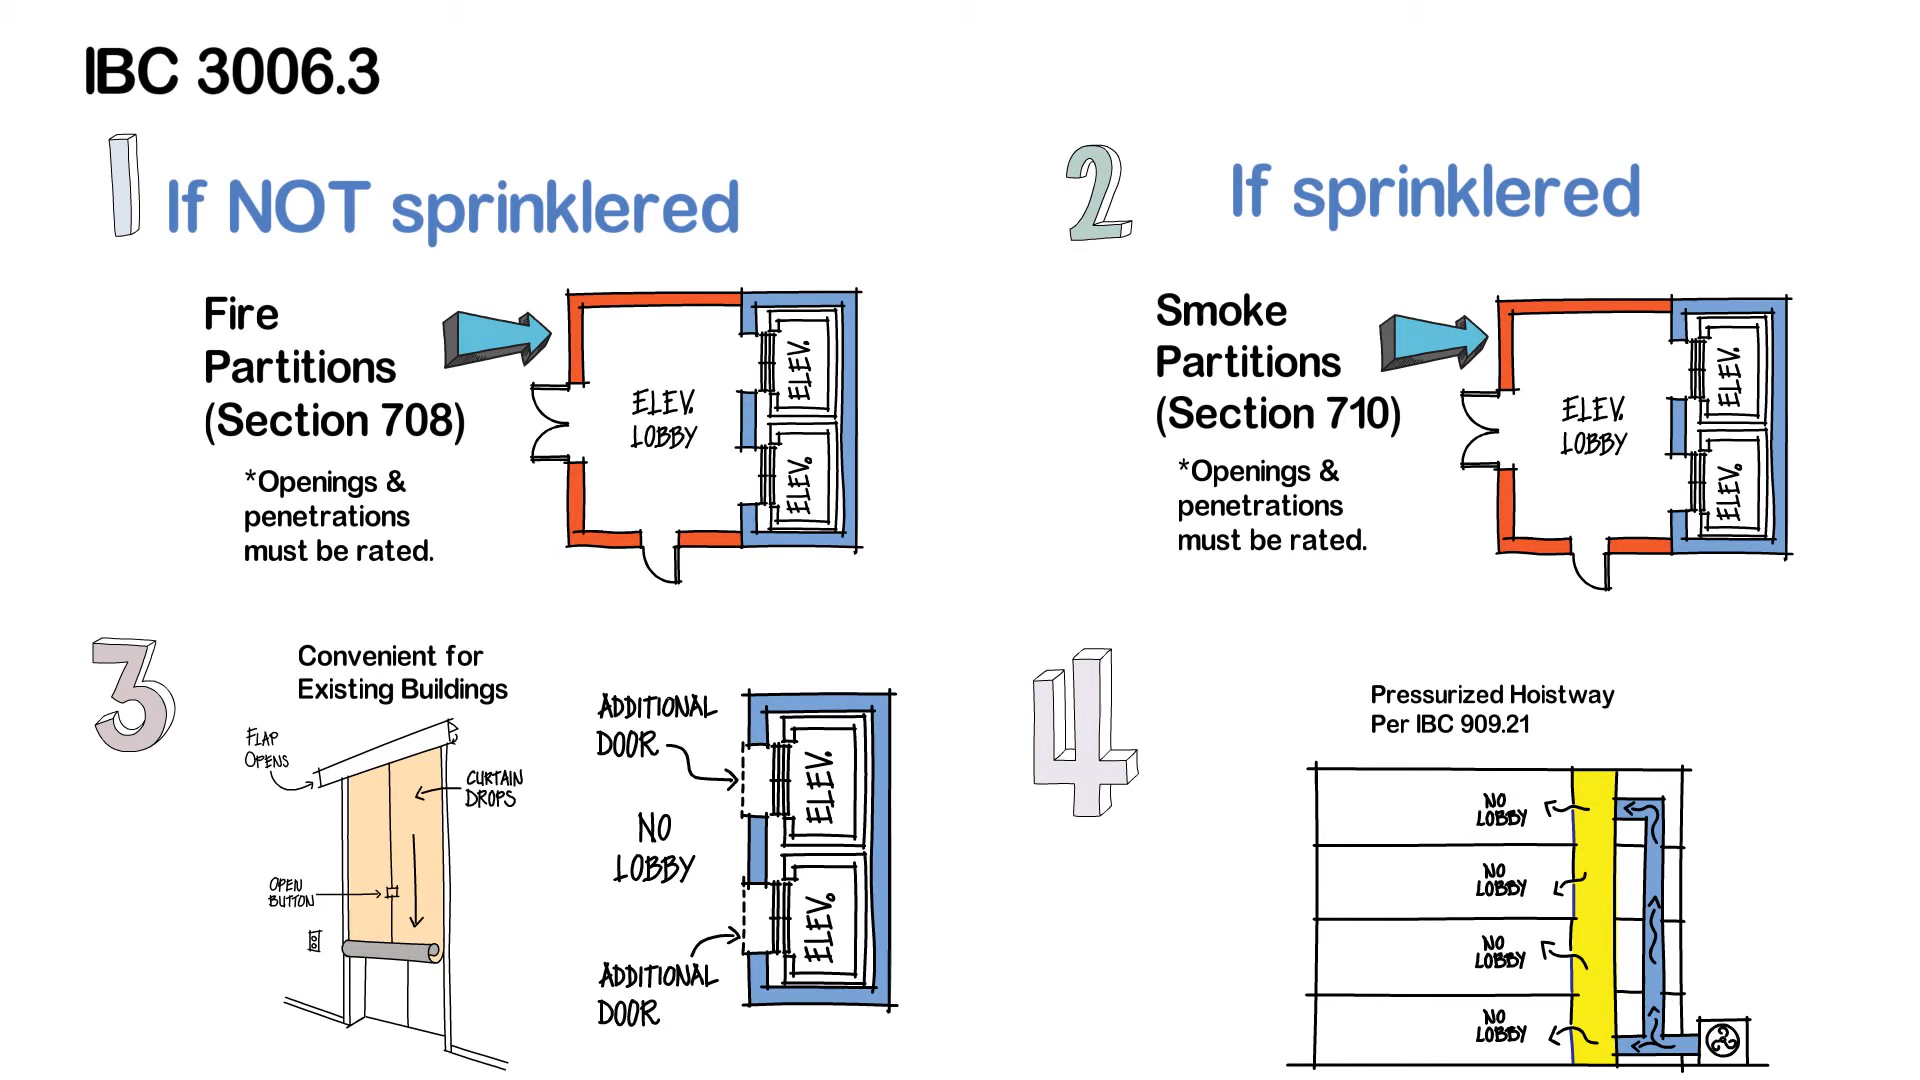 IBC 3006.3
1
If NOT sprinklered
Fire
Partitions
(Section 708)
*Openings &
penetrations
must be rated.
ELEV.
LOBBY
ELEV.
ELEV.
2
If sprinklered
Smoke
Partitions
(Section 710)
*Openings &
penetrations
must be rated.
ELEV.
LOBBY
ELEV.
ELEV.
3
Convenient for
Existing Buildings
FLAP
OPENS
CURTAIN
DROPS
OPEN
BUTTON
ADDITIONAL
DOOR
NO
LOBBY
ADDITIONAL
DOOR
ELEV.
ELEV.
4
Pressurized Hoistway
Per IBC 909.21
NO
LOBBY
NO
LOBBY
NO
LOBBY
NO
LOBBY